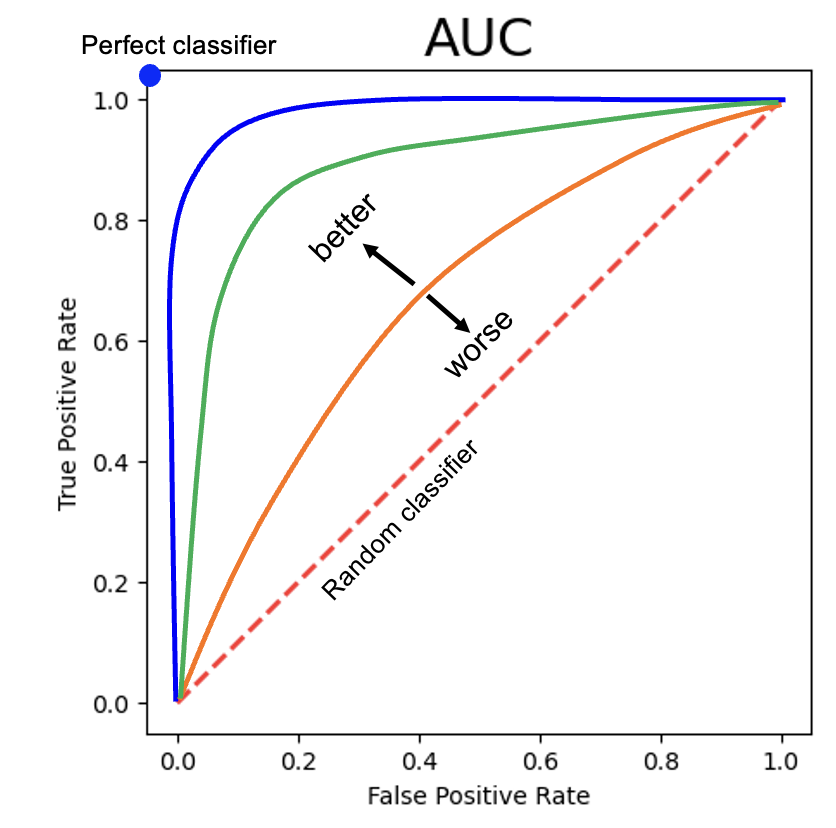 AUC
Perfect classifier
1.0
0.8
0.6
0.4
0.2
0.0
True Positive Rate
better
worse
Random classifier
0.0 0.2 0.4 0.6 0.8 1.0
False Positive Rate